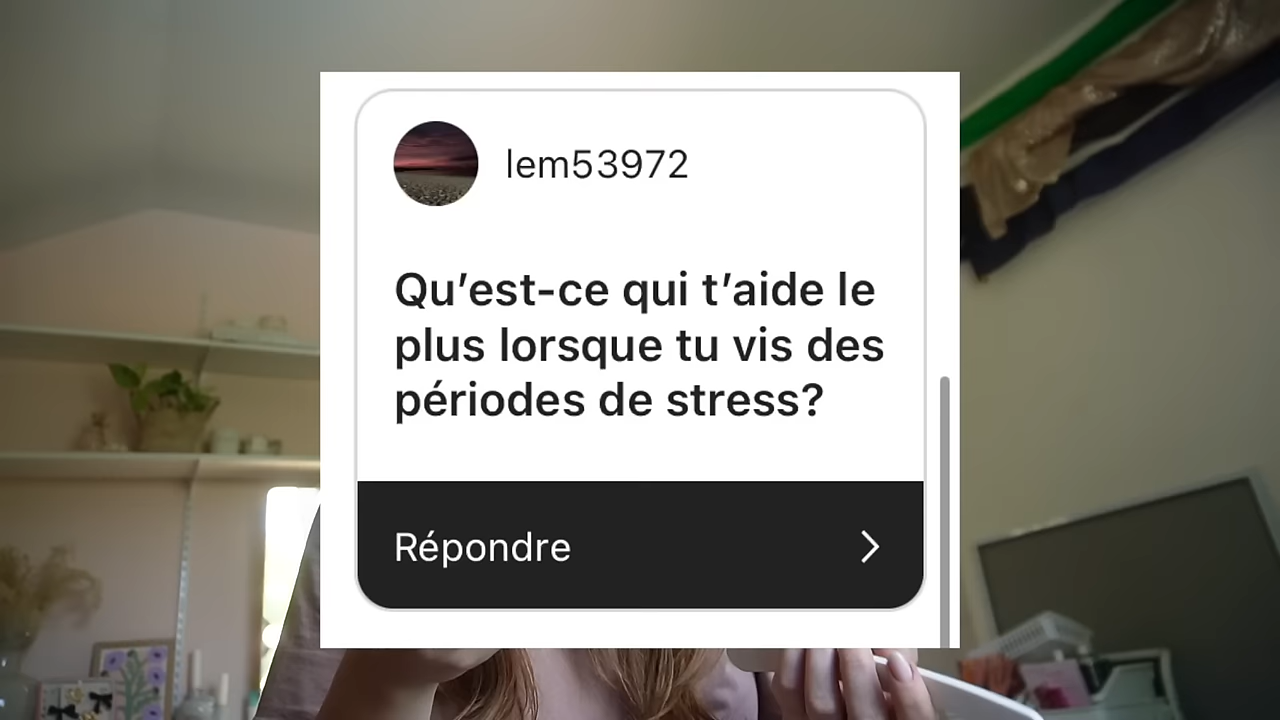 lem53972
Qu’est-ce qui t’aide le
plus lorsque tu vis des
périodes de stress?
Répondre